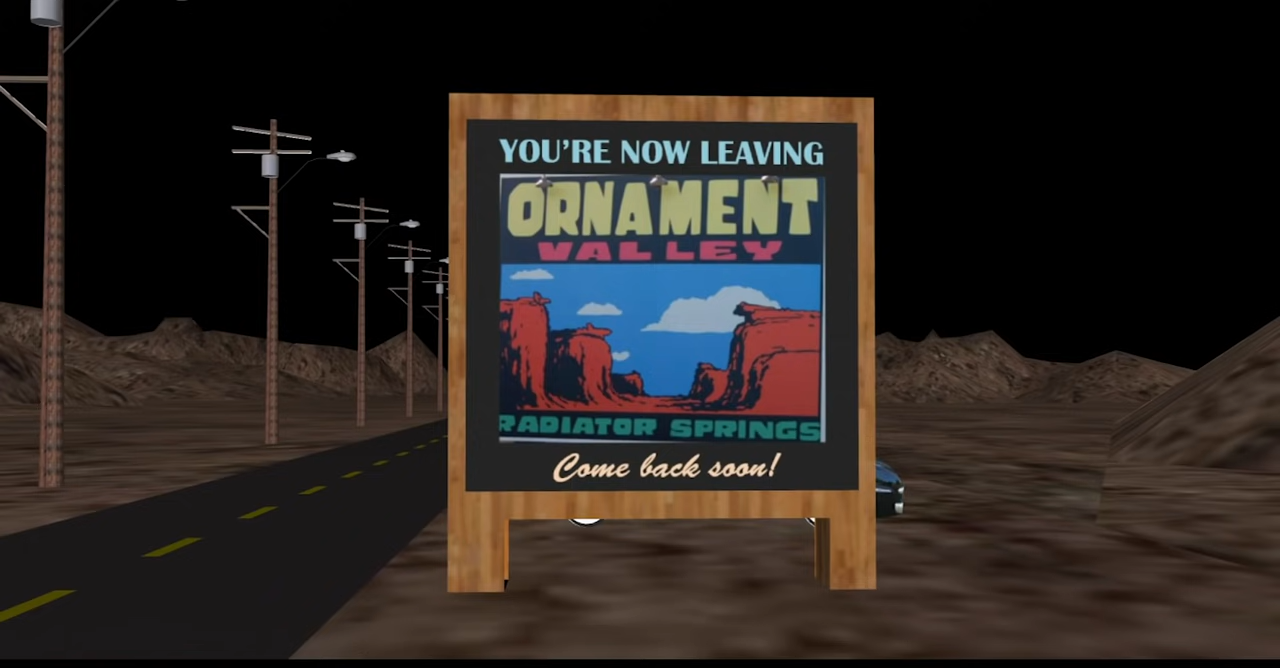 YOU'RE NOW LEAVING
ORNAMENT
VALLEY
RADIATOR SPRINGS
Come back soon!